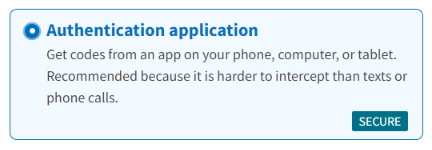 Authentication application
Get codes from an app on your phone, computer, or tablet.
Recommended because it is harder to intercept than texts or
phone calls.
SECURE